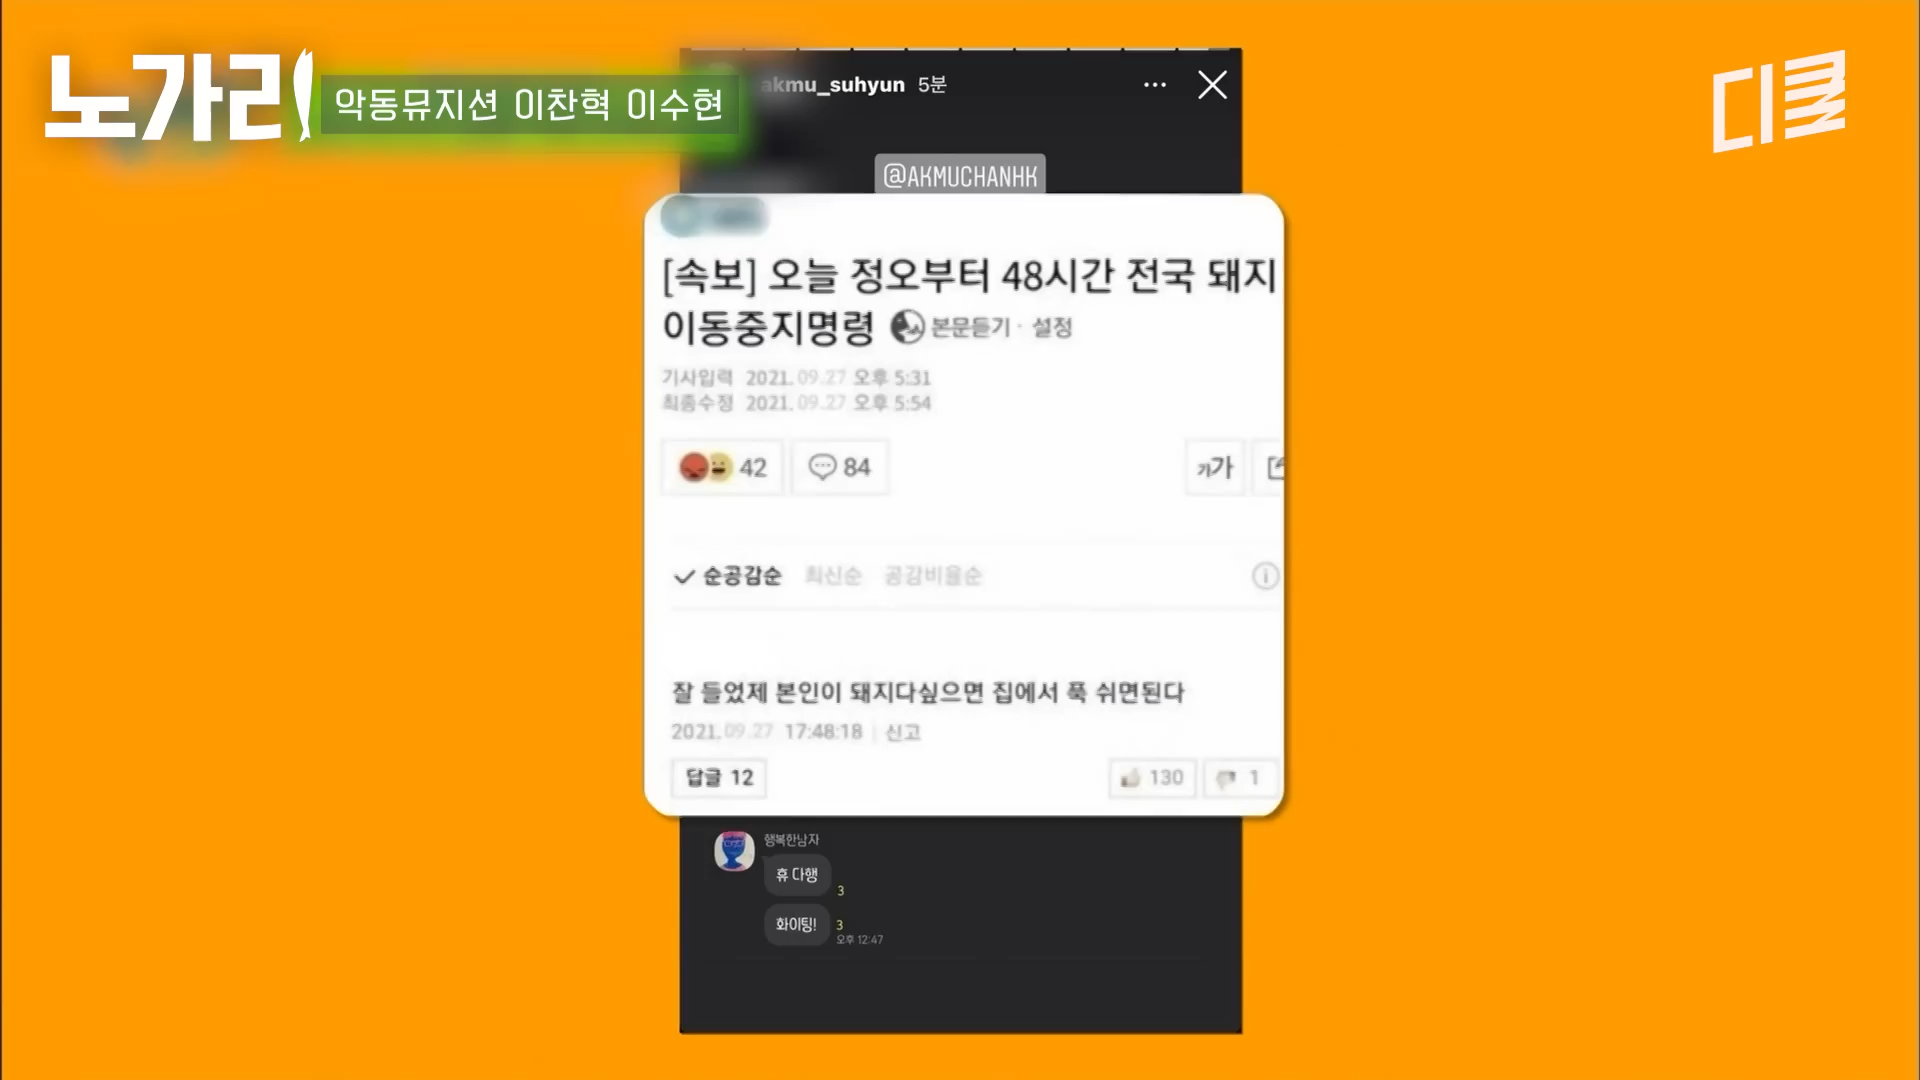 노가리
악동뮤지션 이찬혁 이수현
디글
akmu_suhyun 5분
@AKMUCHANHK
[속보] 오늘 정오부터 48시간 전국 돼지
이동중지명령 본문듣기 · 설정
기사입력 2021.09.27 오후 5:31
최종수정 2021.09.27 오후 5:54
42 84 가가
순공감순 최신순 공감비율순
잘 들었제 본인이 돼지다싶으면 집에서 푹 쉬면된다
2021.09.27 17:48:18 신고
답글 12 130 1
행복한남자
휴 다행 3
화이팅! 3
오후 12:47